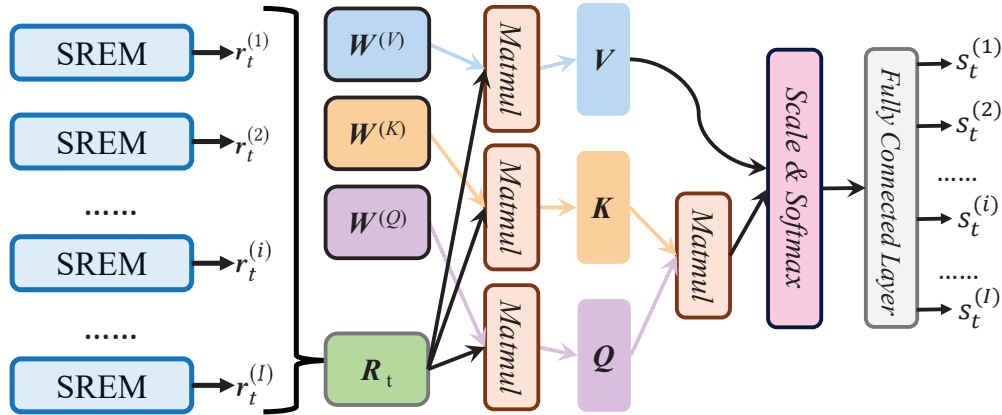 SREM
r_t^{(1)}
SREM
r_t^{(2)}
......
SREM
r_t^{(i)}
......
SREM
r_t^{(I)}
W^{(V)}
W^{(K)}
W^{(Q)}
R_t
Matmul
Matmul
Matmul
V
K
Q
Matmul
Scale & Softmax
Fully Connected Layer
s_t^{(1)}
s_t^{(2)}
......
s_t^{(i)}
......
s_t^{(I)}